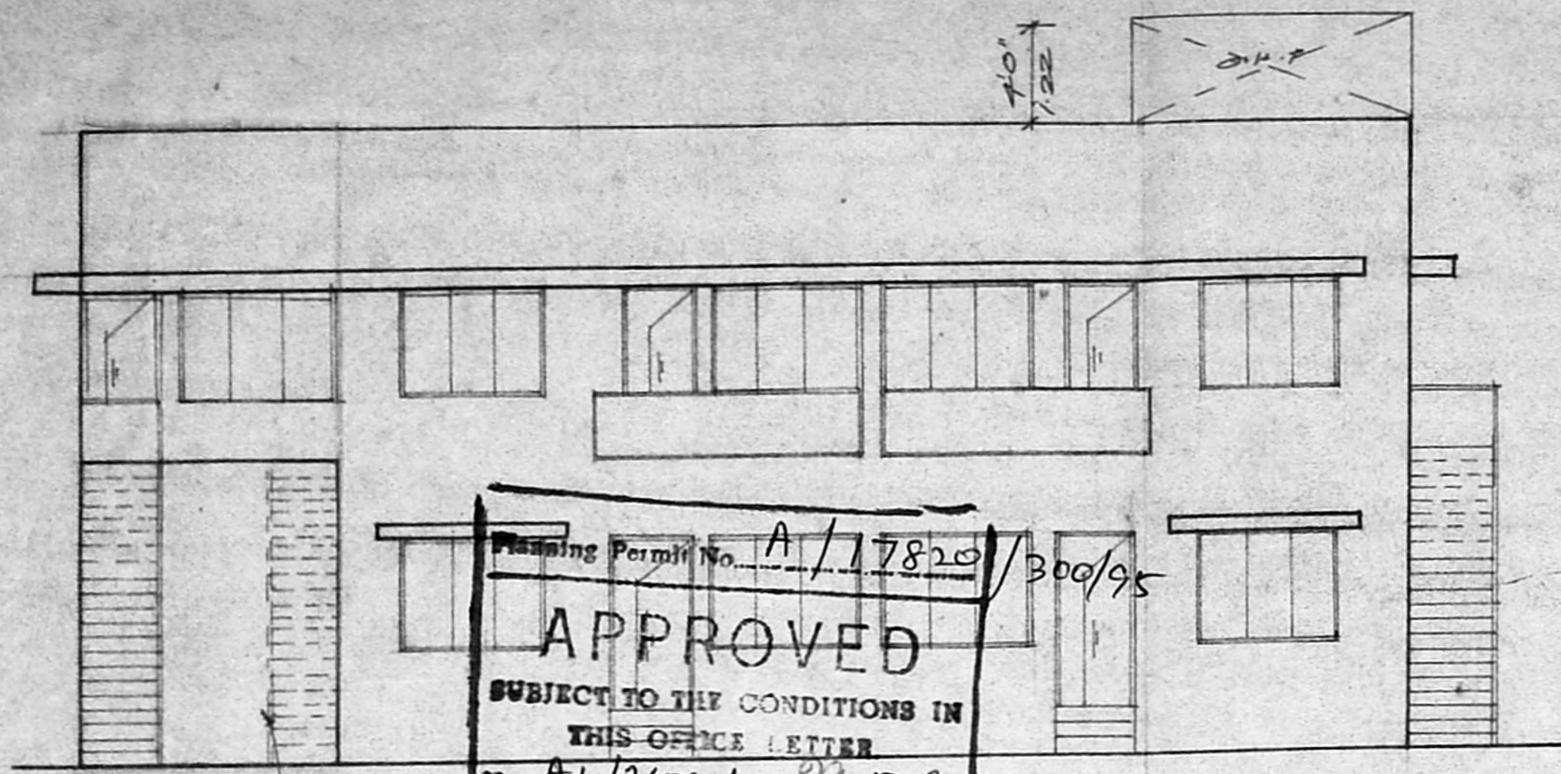 4'0"
1.22
O.H.T
Planning Permit No. A/17820/300/95
APPROVED
SUBJECT TO THE CONDITIONS IN
THIS OFFICE LETTER